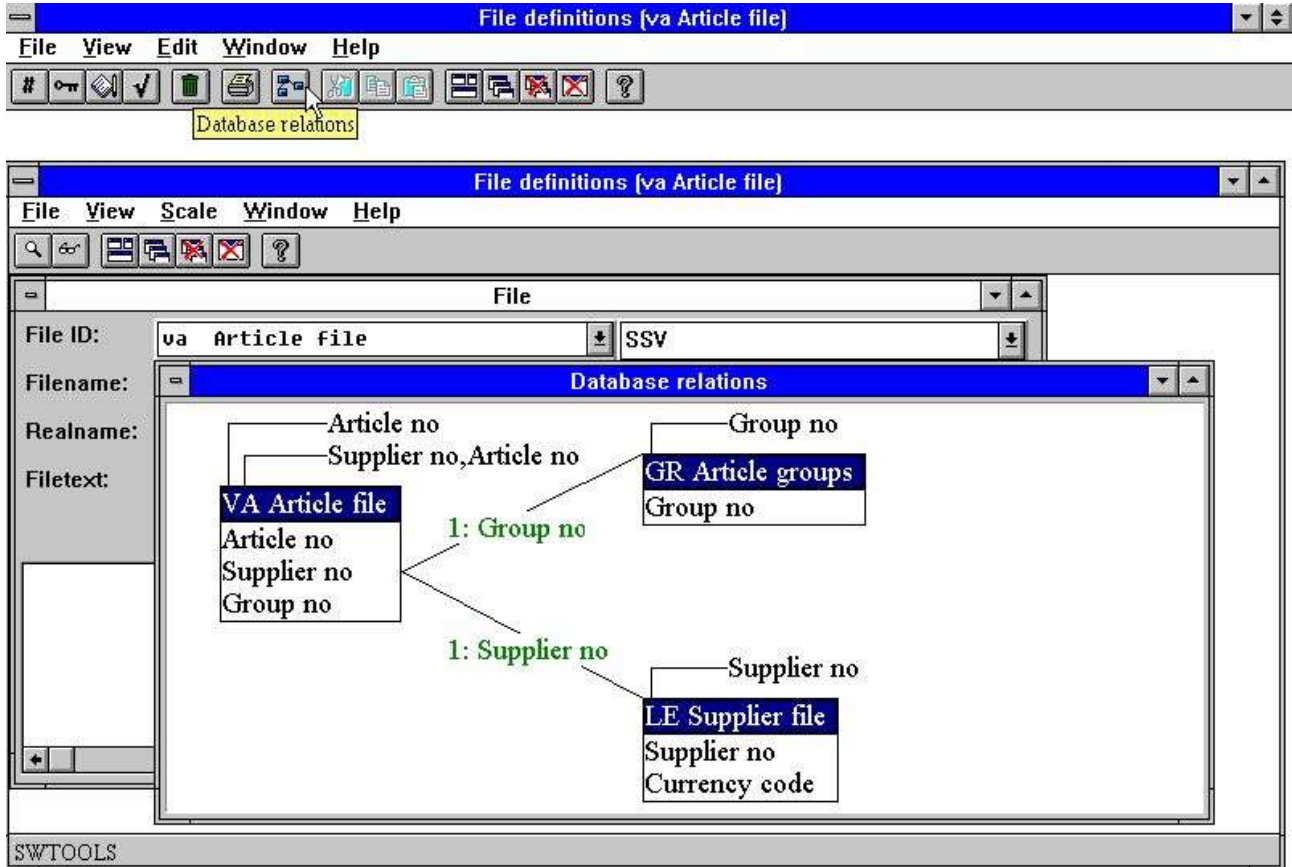 File definitions (va Article file)
File View Edit Window Help
#
?
Database relations
File definitions (va Article file)
File View Scale Window Help
?
File
File ID: va Article file SSV
Filename:
Database relations
Realname:
Filetext:
Article no
Supplier no,Article no
VA Article file
Article no
Supplier no
Group no
1: Group no
1: Supplier no
Group no
GR Article groups
Group no
Supplier no
LE Supplier file
Supplier no
Currency code
SWTOOLS